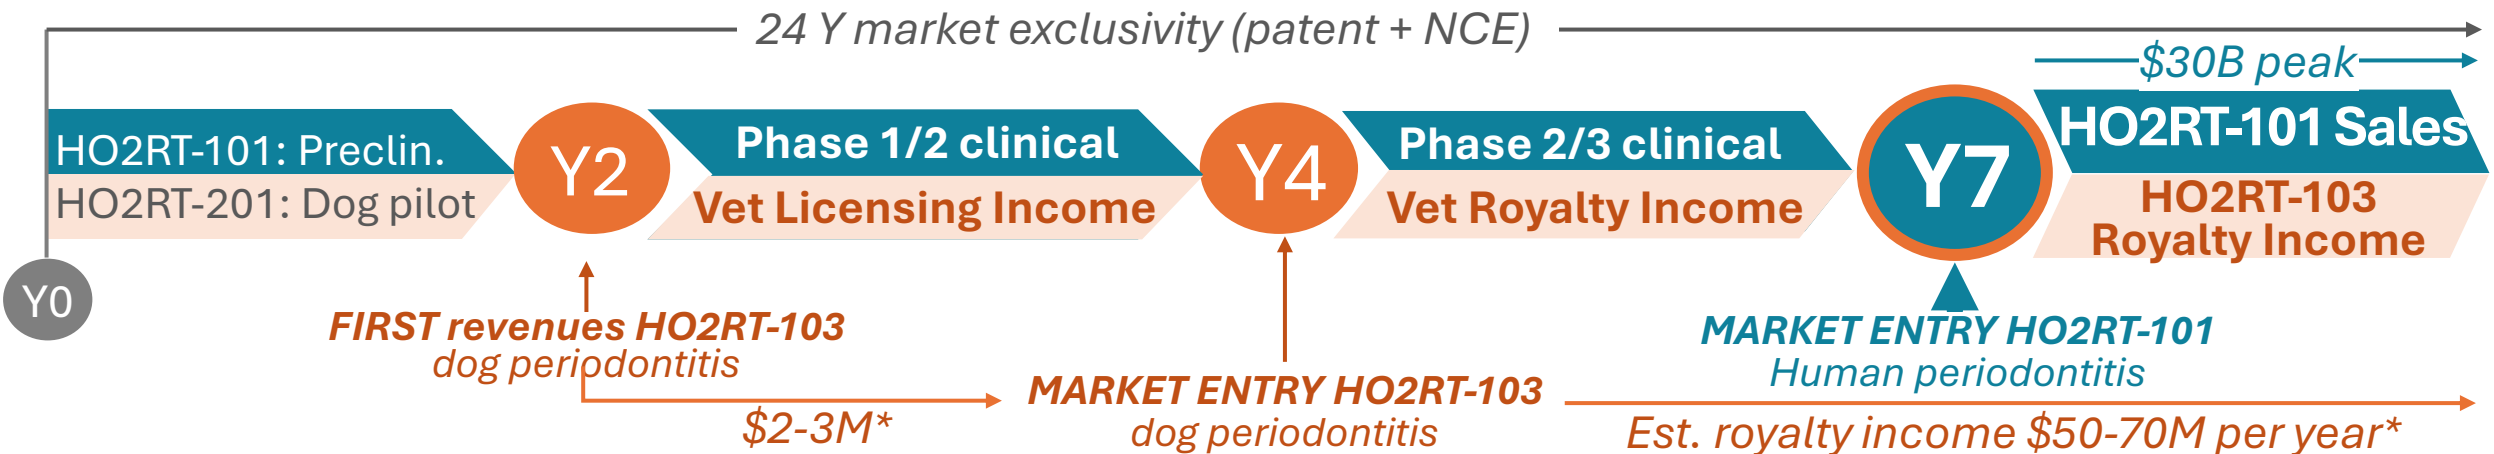 24 Y market exclusivity (patent + NCE)
$30B peak
HO2RT-101: Preclin.
HO2RT-201: Dog pilot
Y2
Phase 1/2 clinical
Vet Licensing Income
Y4
Phase 2/3 clinical
Vet Royalty Income
Y7
HO2RT-101 Sales
HO2RT-103
Royalty Income
Y0
FIRST revenues HO2RT-103
dog periodontitis
$2-3M*
MARKET ENTRY HO2RT-103
dog periodontitis
MARKET ENTRY HO2RT-101
Human periodontitis
Est. royalty income $50-70M per year*